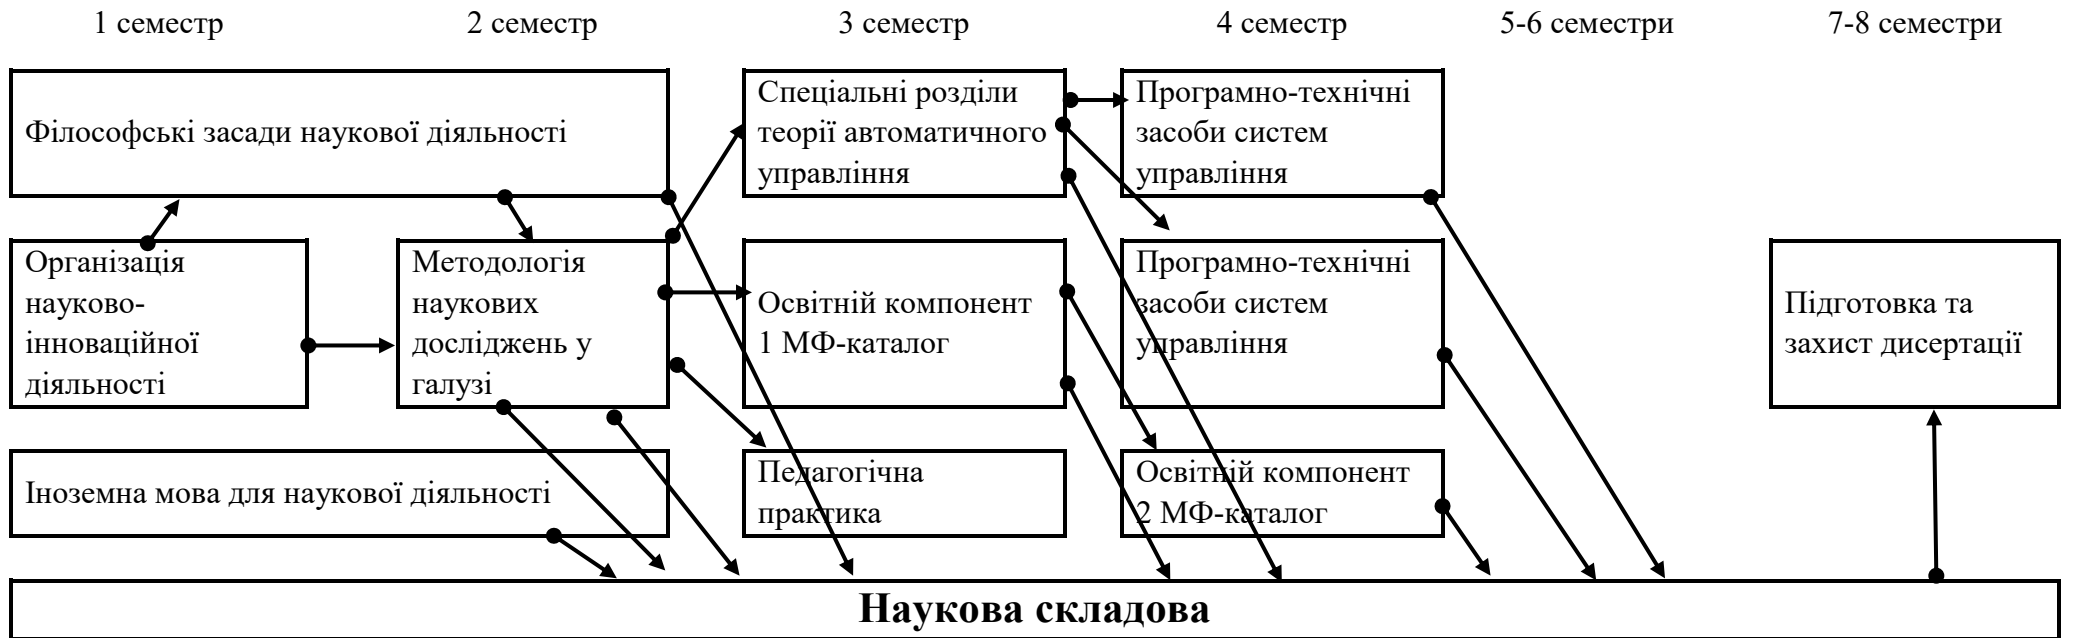 1 семестр
2 семестр
3 семестр
4 семестр
5-6 семестри
7-8 семестри
Філософські засади наукової діяльності
Спеціальні розділи
теорії автоматичного
управління
Програмно-технічні
засоби систем
управління
Організація
науково-
інноваційної
діяльності
Методологія
наукових
досліджень у
галузі
Освітній компонент
1 МФ-каталог
Програмно-технічні
засоби систем
управління
Підготовка та
захист дисертації
Іноземна мова для наукової діяльності
Педагогічна
практика
Освітній компонент
2 МФ-каталог
Наукова складова